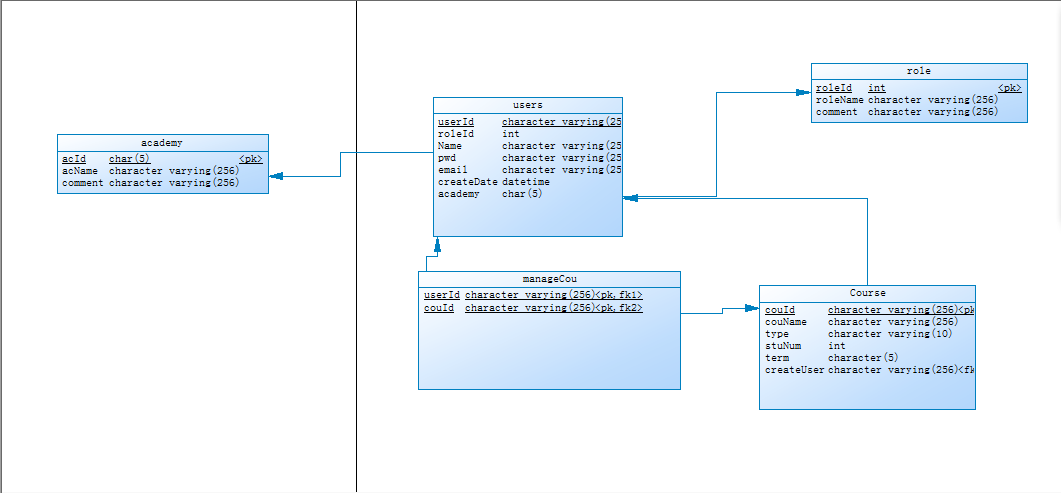 role
roleId int <pk>
roleName character varying(256)
comment character varying(256)
users
userId character varying(25
roleId int
Name character varying(25
pwd character varying(25
email character varying(25
createDate datetime
academy char(5)
academy
acId char(5) <pk>
acName character varying(256)
comment character varying(256)
manageCou
userId character varying(256)<pk,fk1>
couId character varying(256)<pk,fk2>
Course
couId character varying(256)<pk
couName character varying(256)
type character varying(10)
stuNum int
term character(5)
createUser character varying(256)<fk